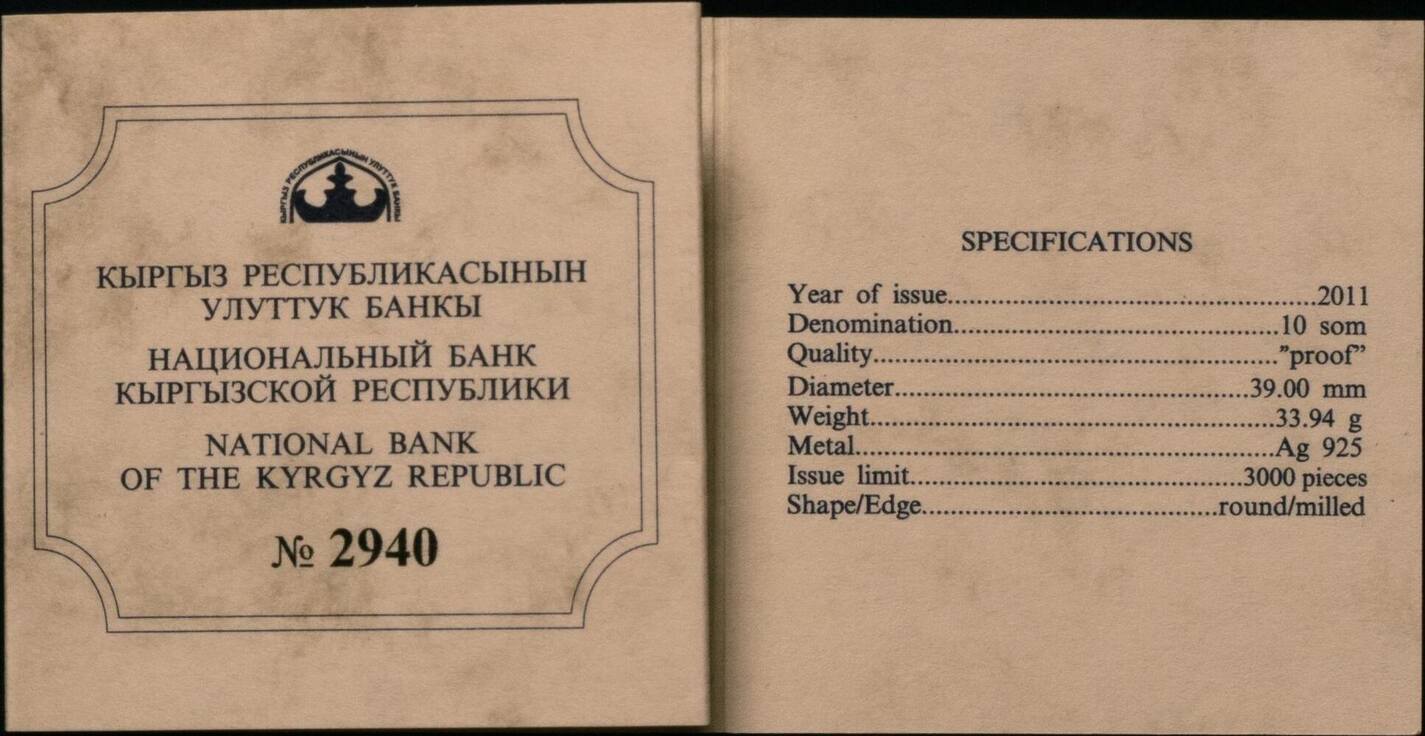 КЫРГЫЗ РЕСПУБЛИКАСЫНЫН УЛУТТУК БАНКЫ
КЫРГЫЗ РЕСПУБЛИКАСЫНЫН
УЛУТТУК БАНКЫ
НАЦИОНАЛЬНЫЙ БАНК
КЫРГЫЗСКОЙ РЕСПУБЛИКИ
NATIONAL BANK
OF THE KYRGYZ REPUBLIC
№ 2940
SPECIFICATIONS
Year of issue......................................................2011
Denomination...............................................10 som
Quality...........................................................”proof”
Diameter....................................................39.00 mm
Weight...........................................................33.94 g
Metal..............................................................Ag 925
Issue limit.................................................3000 pieces
Shape/Edge...........................................round/milled